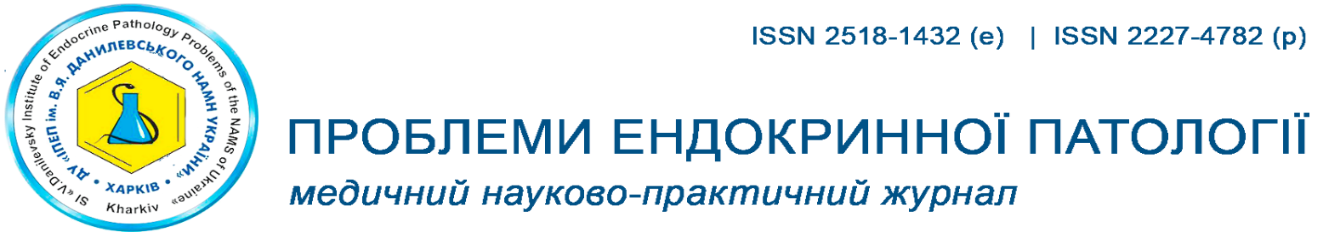 SI «V.Danilevsky Institute of Endocrine Pathology Problems of the NAMS of Ukraine»
ДУ «ІПЕП ім. В.Я. ДАНИЛЕВСЬКОГО НАМН УКРАЇНИ»
• ХАРКІВ •
Kharkiv
ISSN 2518-1432 (e) | ISSN 2227-4782 (p)
ПРОБЛЕМИ ЕНДОКРИННОЇ ПАТОЛОГІЇ
медичний науково-практичний журнал